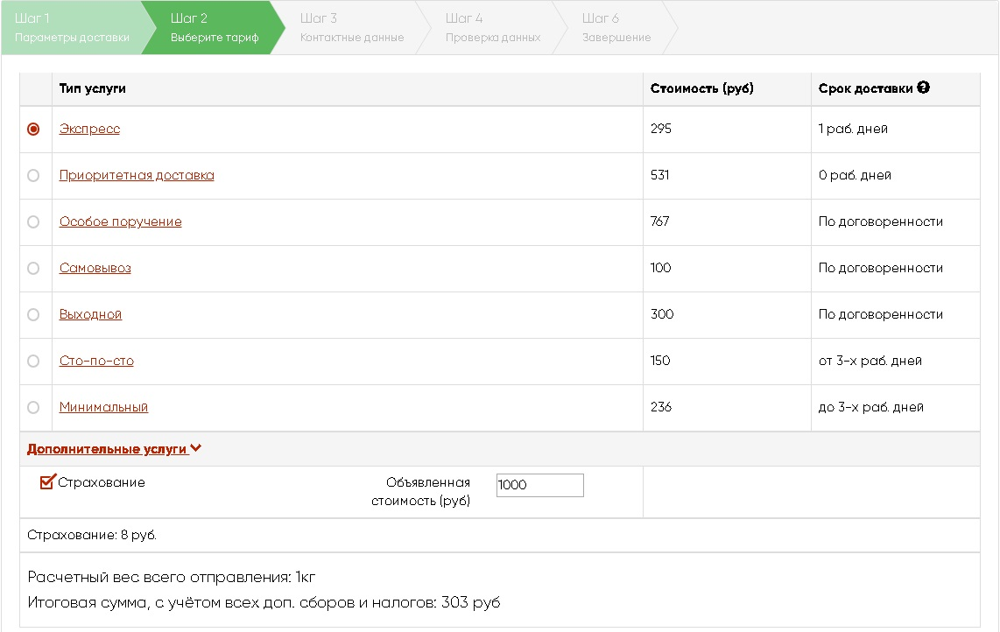 Шаг 1 Шаг 2 Шаг 3 Шаг 4 Шаг 6
Параметры доставки Выберите тариф Контактные данные Проверка данных Завершение
Тип услуги Стоимость (руб) Срок доставки ?
Экспресс 295 1 раб. дней
Приоритетная доставка 531 0 раб. дней
Особое поручение 767 По договоренности
Самовывоз 100 По договоренности
Выходной 300 По договоренности
Сто-по-сто 150 от 3-х раб. дней
Минимальный 236 до 3-х раб. дней
Дополнительные услуги
Страхование Объявленная 1000
стоимость (руб)
Страхование: 8 руб.
Расчетный вес всего отправления: 1кг
Итоговая сумма, с учётом всех доп. сборов и налогов: 303 руб